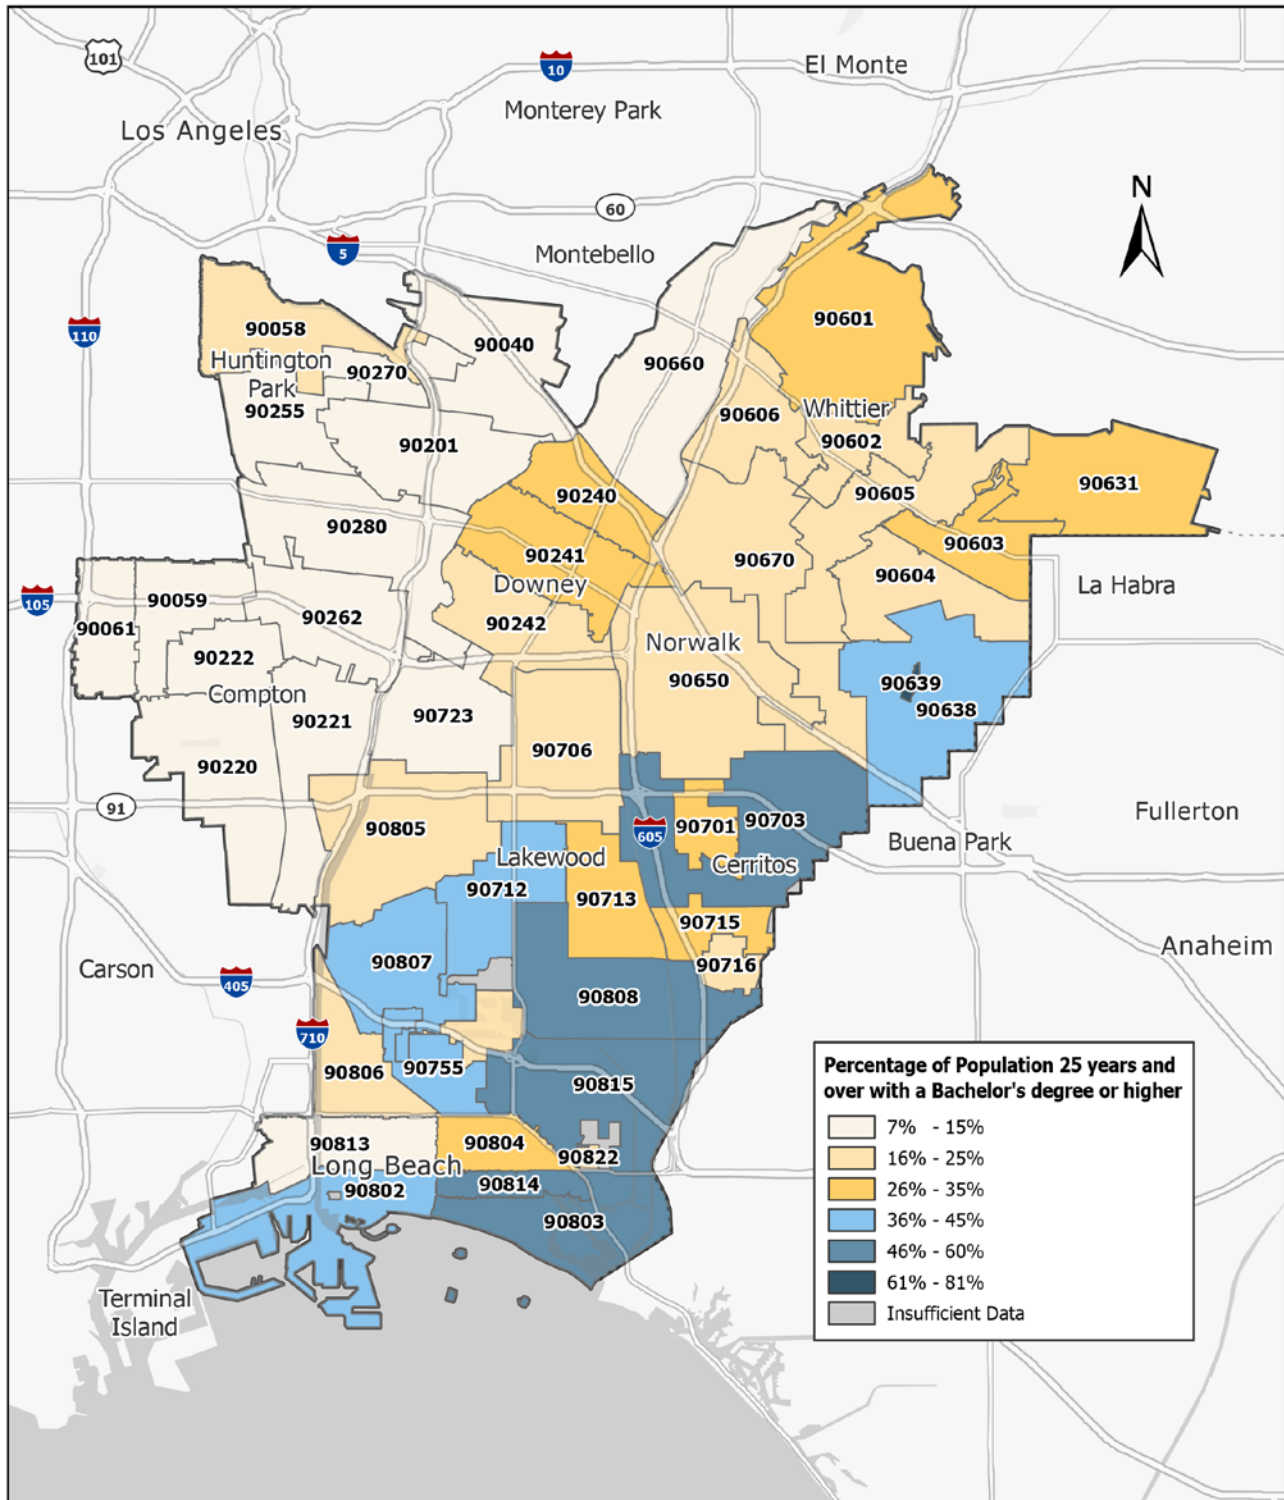 101
10
El Monte
Monterey Park
Los Angeles
N
60
5
Montebello
90601
110
90058
90040
Huntington
Park
90270
90660
90255
90606
Whittier
90602
90201
90631
90240
90605
90280
90241
90603
90670
90604
Downey
La Habra
105
90059
90061
90262
90242
Norwalk
90222
90650
90639
Compton
90638
90221
90723
90706
90220
91
Fullerton
90805
605
90701
90703
Buena Park
Lakewood
Cerritos
90712
90713
90715
Anaheim
90716
Carson
90807
405
90808
710
90806
90755
90815
Percentage of Population 25 years and
over with a Bachelor's degree or higher
7% - 15%
16% - 25%
26% - 35%
36% - 45%
46% - 60%
61% - 81%
Insufficient Data
90813
90804
90822
Long Beach
90802
90814
90803
Terminal
Island